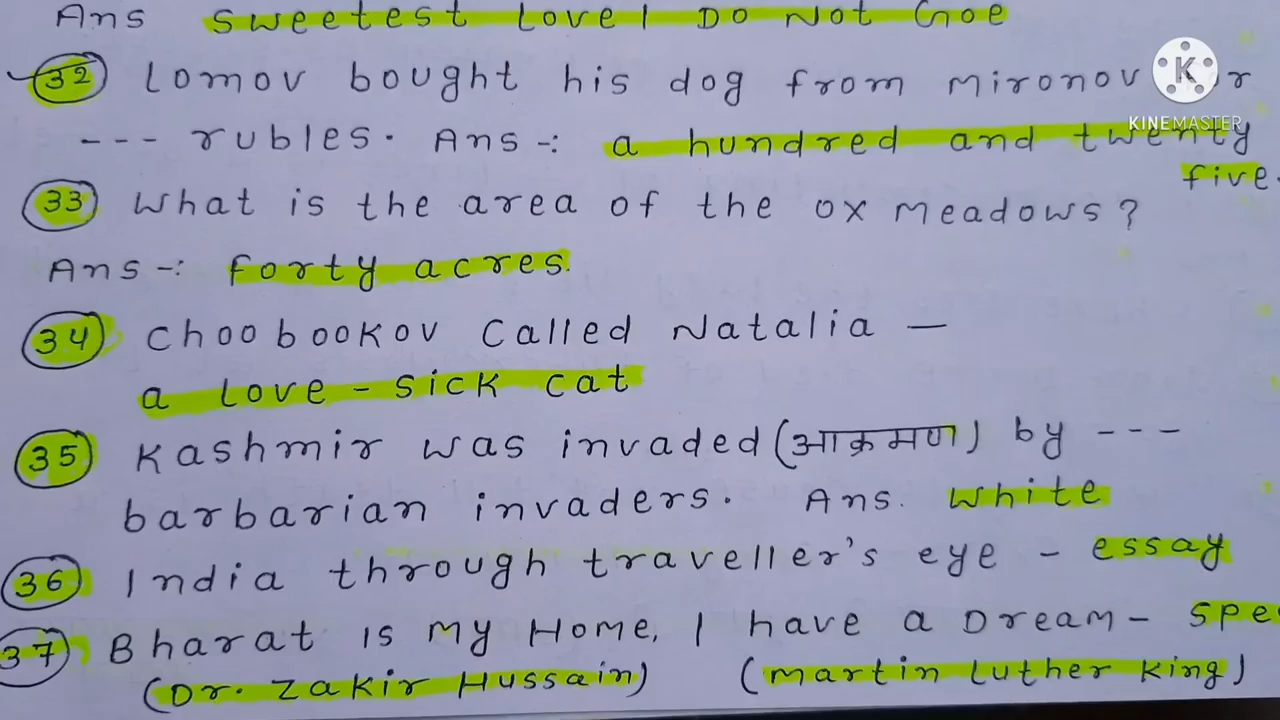 Ans Sweetest Love I Do Not Goe
32 Lomov bought his dog from Mironov r
--- rubles. Ans -: a hundred and twenty
five.
33 What is the area of the ox meadows?
Ans -: forty acres.
34 Choobookov called Natalia —
a love-sick cat
35 Kashmir was invaded (आक्रमण) by ---
barbarian invaders. Ans. White
36 India through traveller's eye - essay
37 Bharat is my Home, I have a Dream - spe
(Dr. Zakir Hussain) (Martin Luther King)
K
KINEMASTER